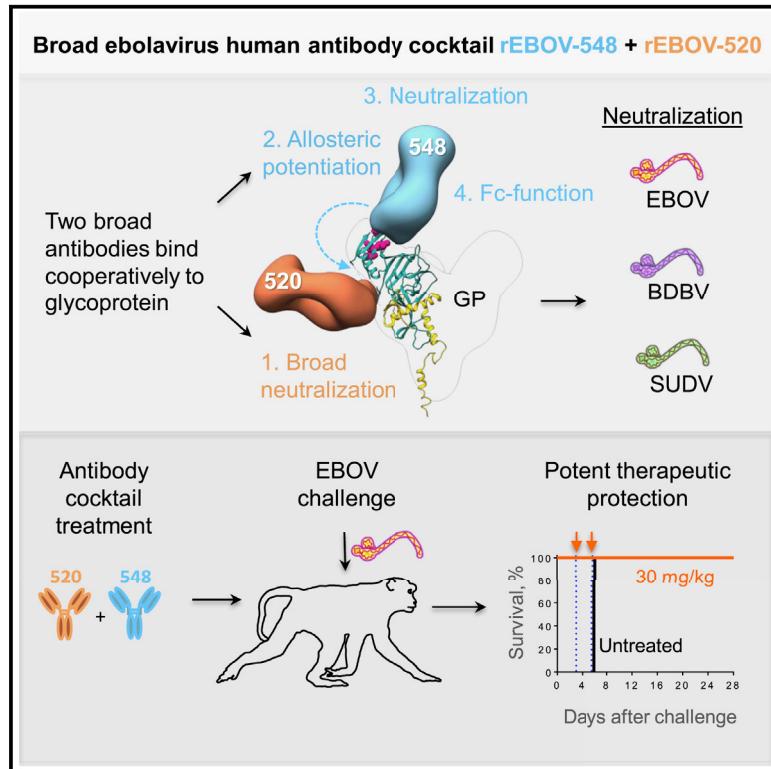 Broad ebolavirus human antibody cocktail rEBOV-548 + rEBOV-520
Two broad
antibodies bind
cooperatively to
glycoprotein
3. Neutralization
2. Allosteric
potentiation
548
4. Fc-function
520
GP
1. Broad
neutralization
Neutralization
EBOV
BDBV
SUDV
Antibody
cocktail
treatment
520
548
+
EBOV
challenge
Potent therapeutic
protection
Survival, %
100
80
60
40
20
0
30 mg/kg
Untreated
0 4 8 12 16 20 24 28
Days after challenge